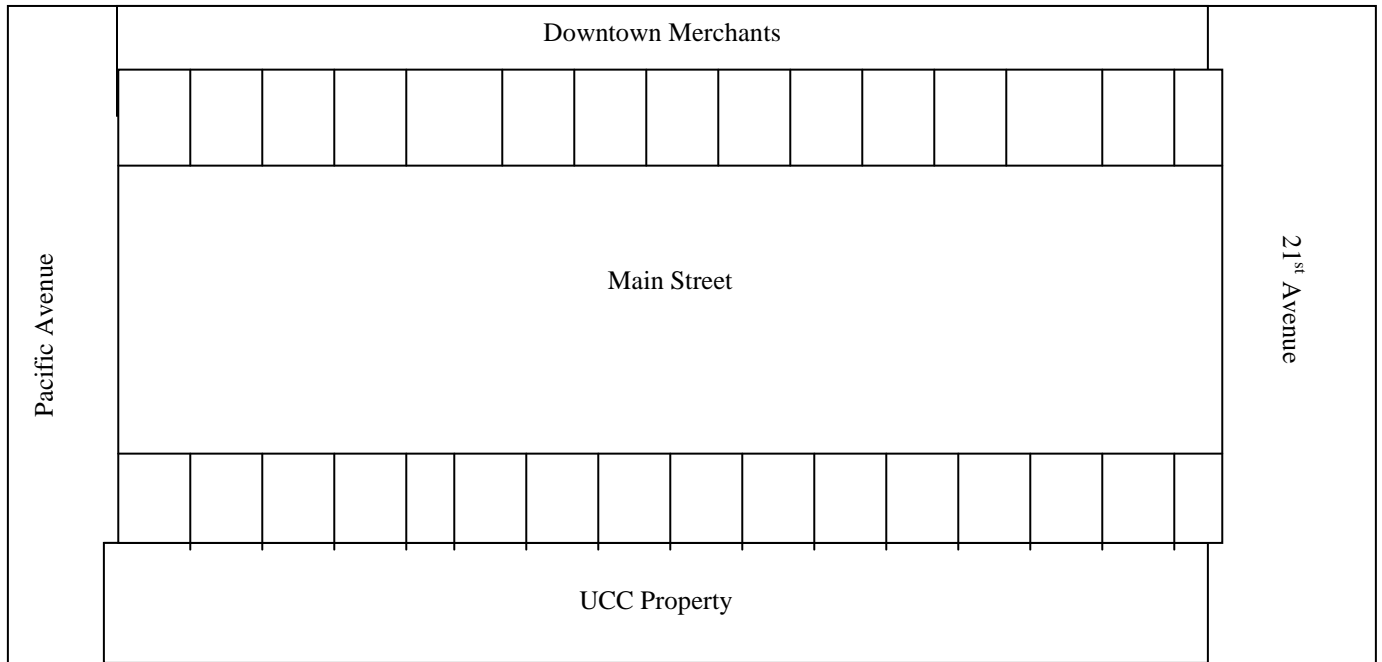 Downtown Merchants
Pacific Avenue
Main Street
21st Avenue
UCC Property